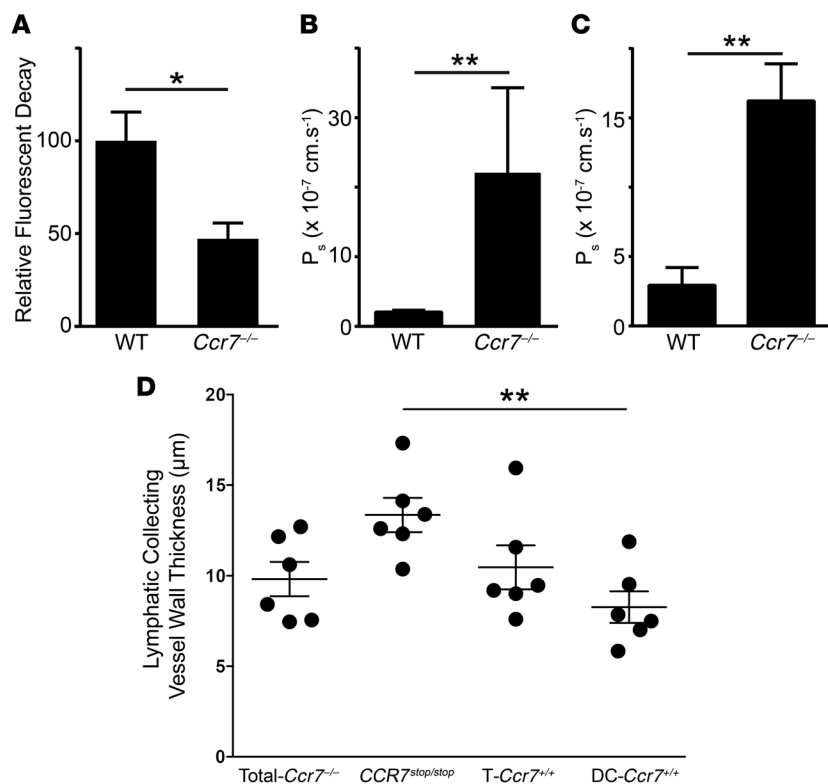 A
Relative Fluorescent Decay
100
50
0
*
WT
Ccr7⁻/⁻
B
Pₛ (x 10⁻⁷ cm.s⁻¹)
30
10
0
**
WT
Ccr7⁻/⁻
C
Pₛ (x 10⁻⁷ cm.s⁻¹)
15
5
0
**
WT
Ccr7⁻/⁻
D
Lymphatic Collecting
Vessel Wall Thickness (µm)
20
15
10
5
0
**
Total-Ccr7⁻/⁻
CCR7stop/stop
T-Ccr7⁺/⁺
DC-Ccr7⁺/⁺